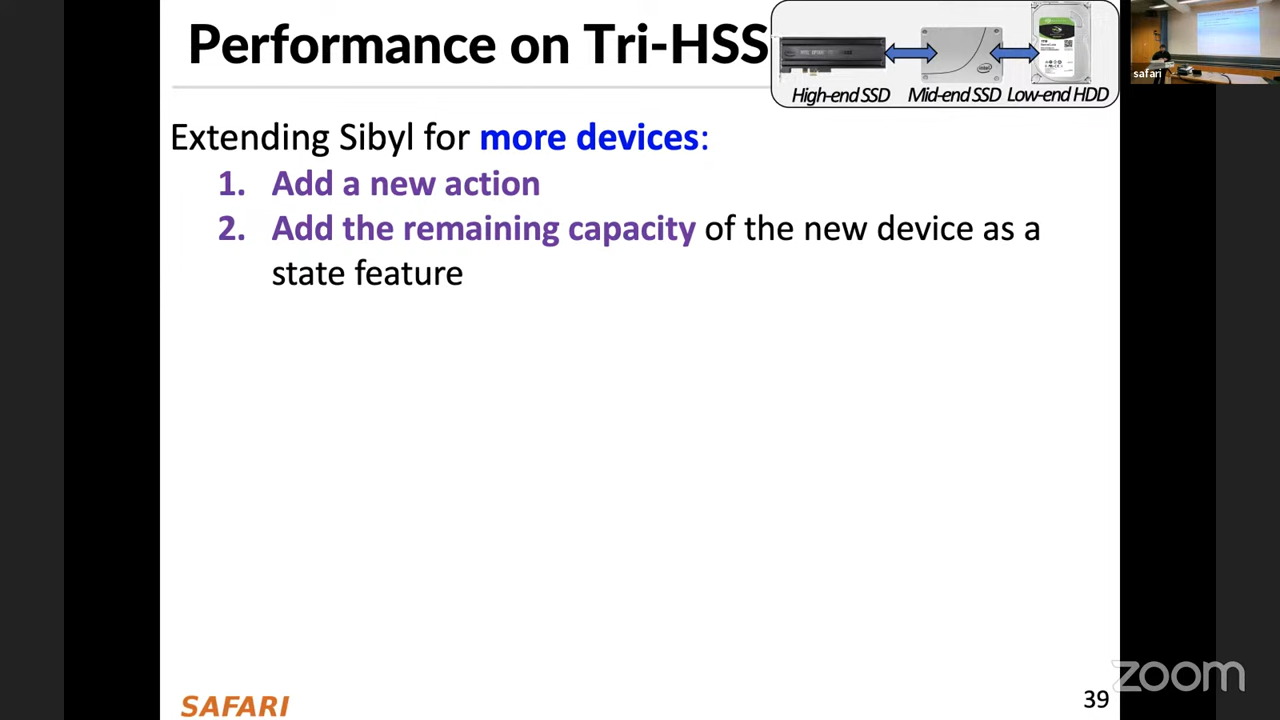 Performance on Tri-HSS
High-end SSD Mid-end SSD Low-end HDD
safari
Extending Sibyl for more devices:
1. Add a new action
2. Add the remaining capacity of the new device as a
state feature
SAFARI
39
zoom